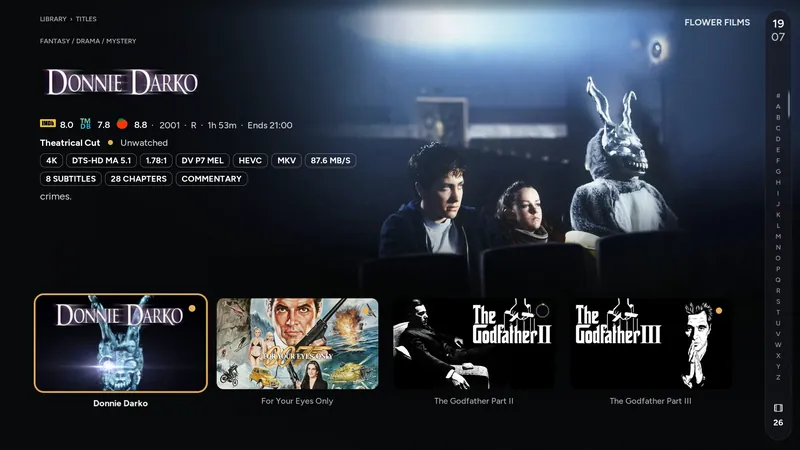 LIBRARY › TITLES
FLOWER FILMS
19
07
FANTASY / DRAMA / MYSTERY
DONNIE DARKO
IMDb 8.0 TMDB 7.8 8.8 · 2001 · R · 1h 53m · Ends 21:00
Theatrical Cut Unwatched
4K DTS-HD MA 5.1 1.78:1 DV P7 MEL HEVC MKV 87.6 MB/S
8 SUBTITLES 28 CHAPTERS COMMENTARY
crimes.
#
A
B
C
D
E
F
G
H
I
J
K
L
M
N
O
P
Q
R
S
T
U
V
W
X
Y
Z
26
DONNIE DARKO
007
FOR YOUR EYES ONLY
The Godfather II
The Godfather III
Donnie Darko
For Your Eyes Only
The Godfather Part II
The Godfather Part III